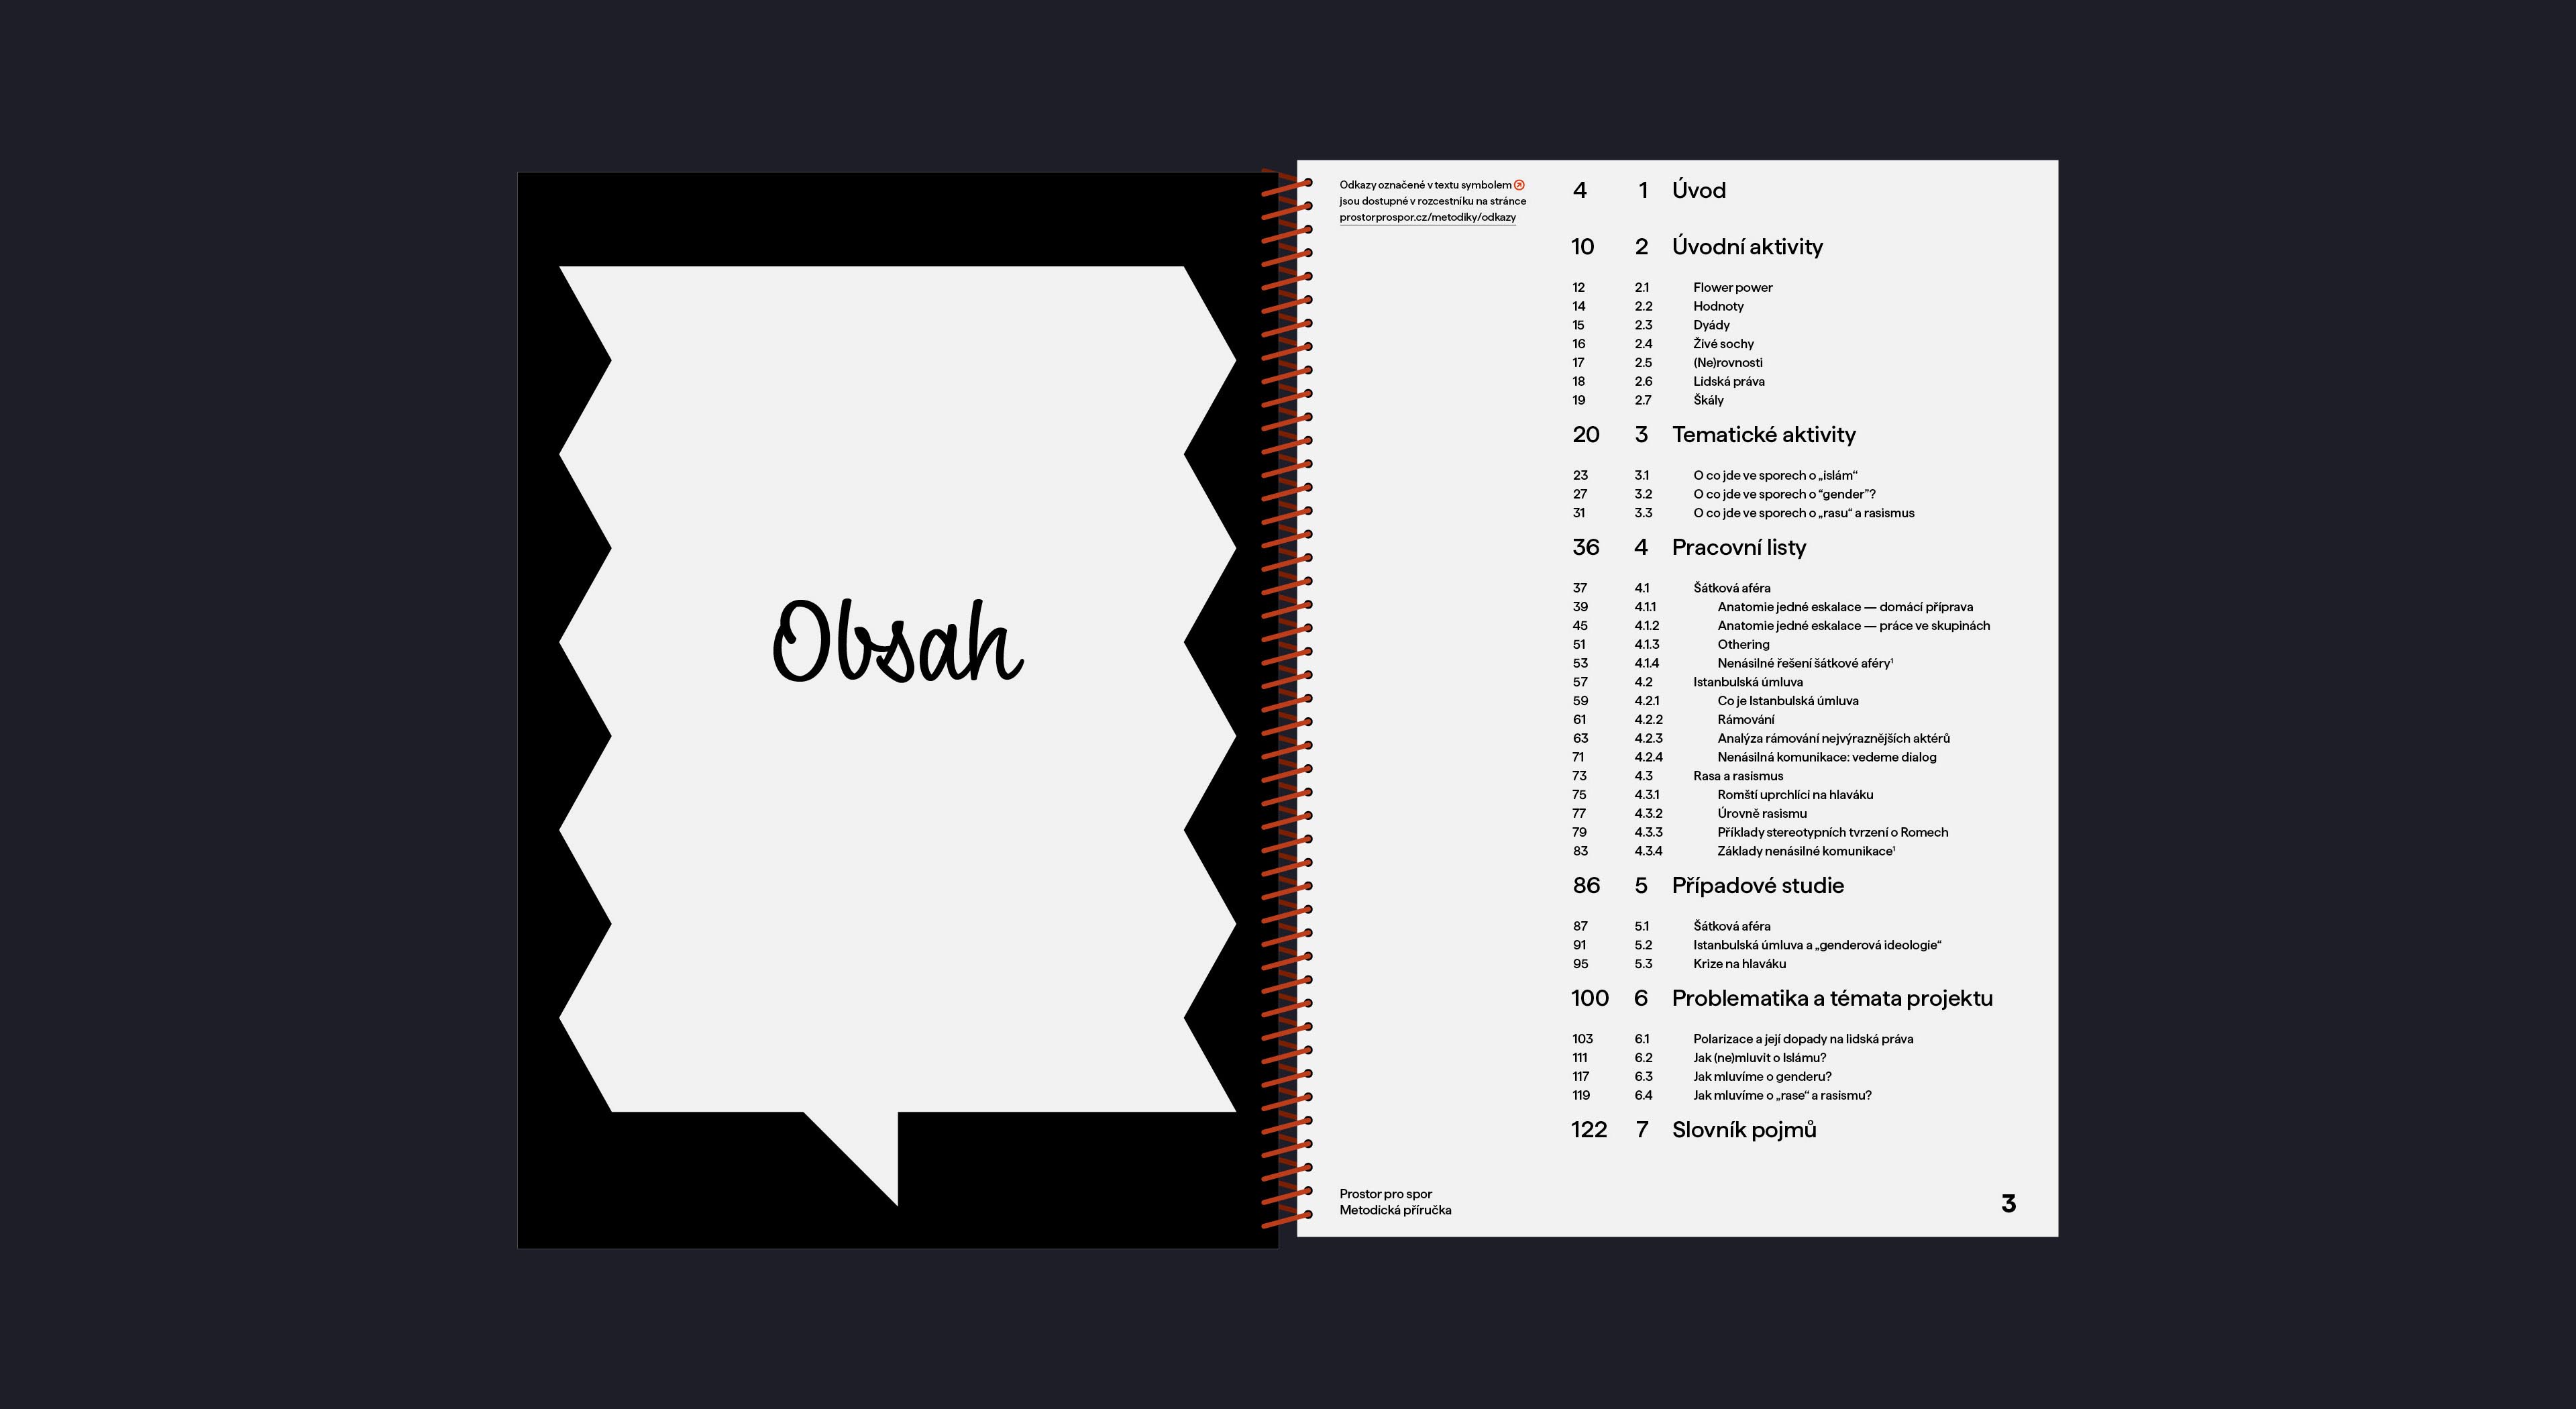 Obsah
Odkazy označené v textu symbolem
jsou dostupné v rozcestníku na stránce
prostorprospor.cz/metodiky/odkazy
4 1 Úvod
10 2 Úvodní aktivity
12 2.1 Flower power
14 2.2 Hodnoty
15 2.3 Dyády
16 2.4 Živé sochy
17 2.5 (Ne)rovnosti
18 2.6 Lidská práva
19 2.7 Škály
20 3 Tematické aktivity
23 3.1 O co jde ve sporech o „islám“
27 3.2 O co jde ve sporech o “gender”?
31 3.3 O co jde ve sporech o „rasu“ a rasismus
36 4 Pracovní listy
37 4.1 Šátková aféra
39 4.1.1 Anatomie jedné eskalace — domácí příprava
45 4.1.2 Anatomie jedné eskalace — práce ve skupinách
51 4.1.3 Othering
53 4.1.4 Nenásilné řešení šátkové aféry¹
57 4.2 Istanbulská úmluva
59 4.2.1 Co je Istanbulská úmluva
61 4.2.2 Rámování
63 4.2.3 Analýza rámování nejvýraznějších aktérů
71 4.2.4 Nenásilná komunikace: vedeme dialog
73 4.3 Rasa a rasismus
75 4.3.1 Romští uprchlíci na hlaváku
77 4.3.2 Úrovně rasismu
79 4.3.3 Příklady stereotypních tvrzení o Romech
83 4.3.4 Základy nenásilné komunikace¹
86 5 Případové studie
87 5.1 Šátková aféra
91 5.2 Istanbulská úmluva a „genderová ideologie“
95 5.3 Krize na hlaváku
100 6 Problematika a témata projektu
103 6.1 Polarizace a její dopady na lidská práva
111 6.2 Jak (ne)mluvit o Islámu?
117 6.3 Jak mluvíme o genderu?
119 6.4 Jak mluvíme o „rase“ a rasismu?
122 7 Slovník pojmů
Prostor pro spor
Metodická příručka
3